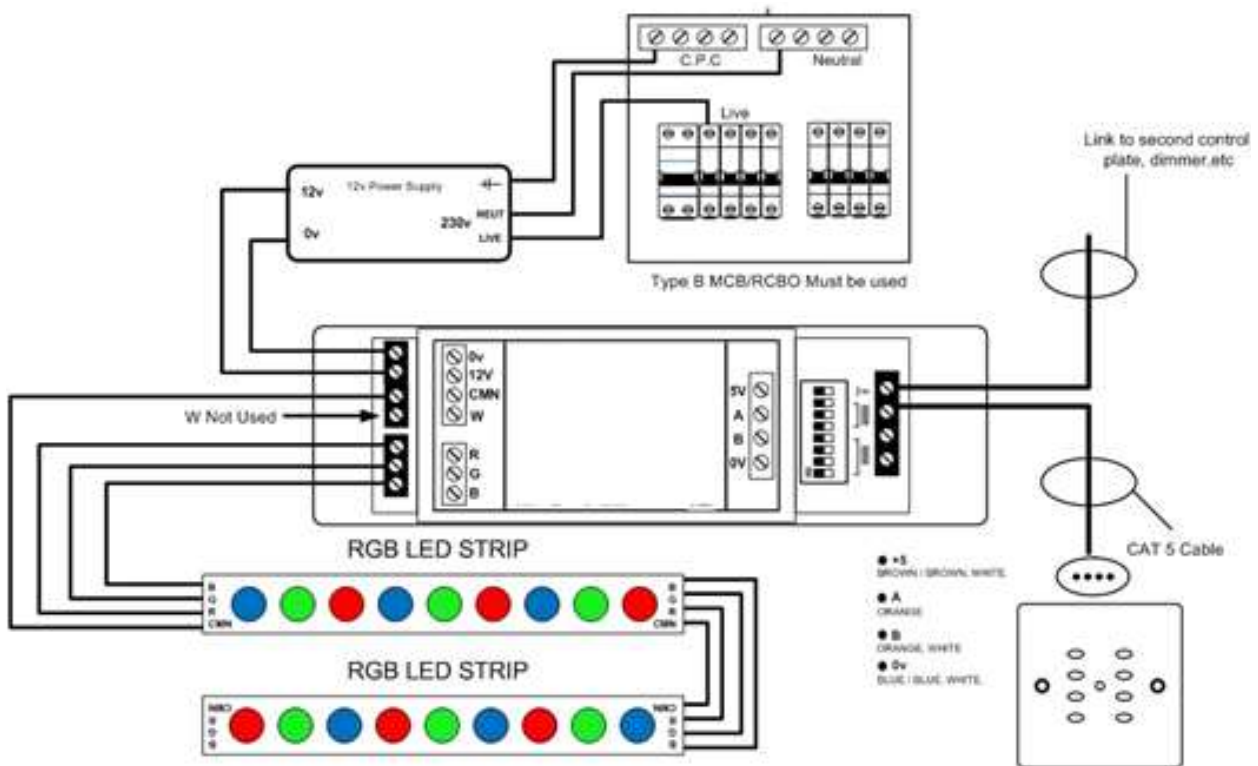 C.P.C
Neutral
Live
Link to second control
plate, dimmer.etc
12v
12v Power Supply
NEUT
230v
0v
LIVE
Type B MCB/RCBO Must be used
0v
12V
CMN
W
W Not Used
R
G
B
5V
A
B
0V
CAT 5 Cable
RGB LED STRIP
B
G
R
CMN
B
G
R
CMN
RGB LED STRIP
CMN
R
G
B
CMN
R
G
B
+5
BROWN / BROWN, WHITE.
A
ORANGE
B
ORANGE, WHITE
0v
BLUE / BLUE, WHITE.